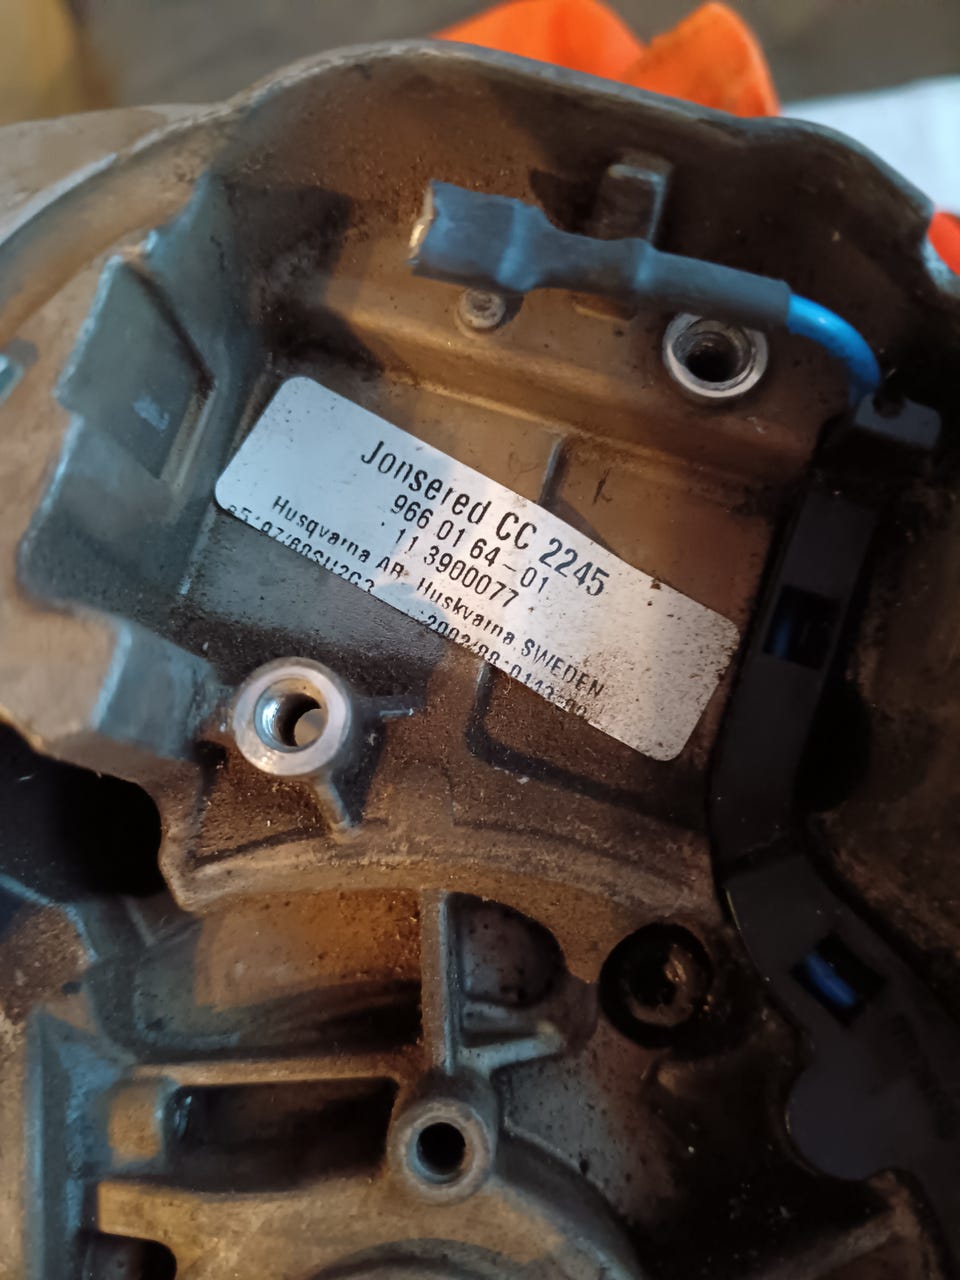 Jonsered CC 2245
966 01 64-01
11 3900077
Husqvarna AB, Huskvarna SWEDEN